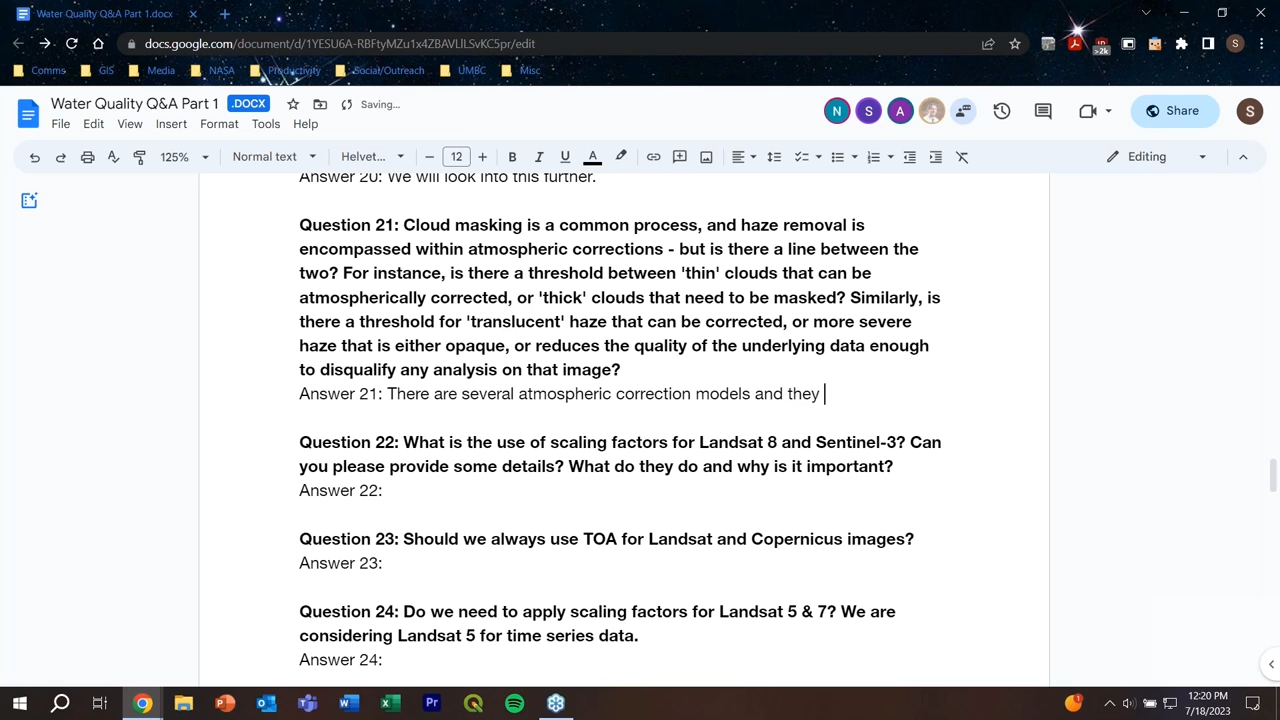 Water Quality Q&A Part 1.docx
docs.google.com/document/d/1YESU6A-RBFtyMZu1x4ZBAVLlLSvKC5pr/edit
>2k
S
Comms GIS Media NASA Productivity Social/Outreach UMBC Misc
Water Quality Q&A Part 1 .DOCX Saving...
N S A Share S
File Edit View Insert Format Tools Help
125% Normal text Helvet... 12 B I U A Editing
Answer 20: We will look into this further.
Question 21: Cloud masking is a common process, and haze removal is
encompassed within atmospheric corrections - but is there a line between the
two? For instance, is there a threshold between 'thin' clouds that can be
atmospherically corrected, or 'thick' clouds that need to be masked? Similarly, is
there a threshold for 'translucent' haze that can be corrected, or more severe
haze that is either opaque, or reduces the quality of the underlying data enough
to disqualify any analysis on that image?
Answer 21: There are several atmospheric correction models and they
Question 22: What is the use of scaling factors for Landsat 8 and Sentinel-3? Can
you please provide some details? What do they do and why is it important?
Answer 22:
Question 23: Should we always use TOA for Landsat and Copernicus images?
Answer 23:
Question 24: Do we need to apply scaling factors for Landsat 5 & 7? We are
considering Landsat 5 for time series data.
Answer 24:
12:20 PM
7/18/2023